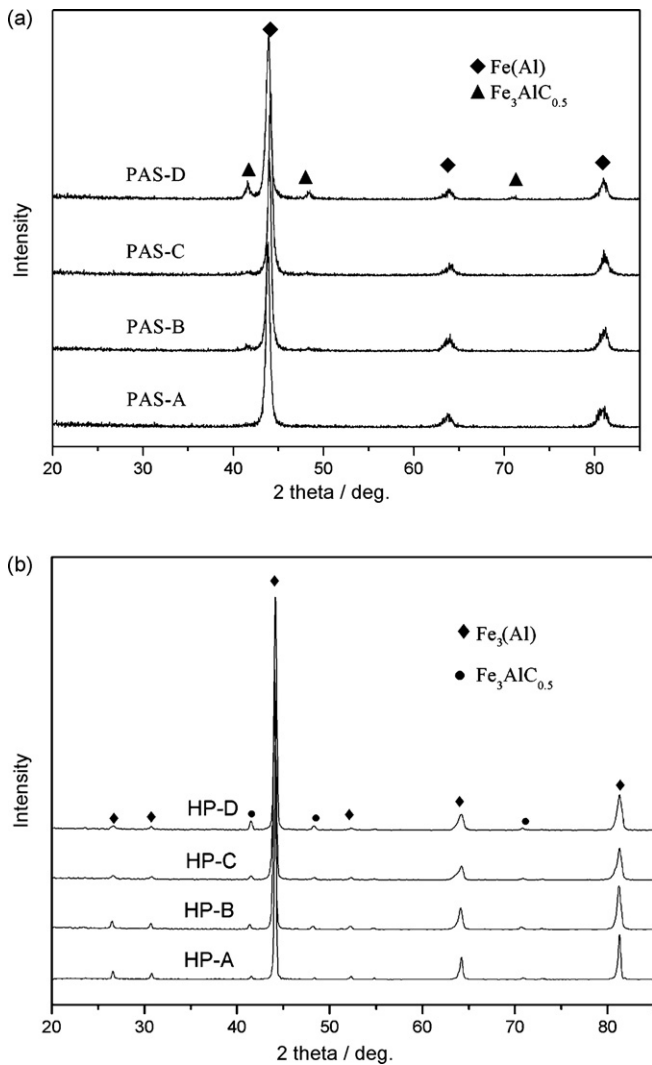 (a)
◆ Fe(Al)
▲ Fe₃AlC₀.₅
PAS-D
PAS-C
PAS-B
PAS-A
Intensity
20 30 40 50 60 70 80
2 theta / deg.
(b)
◆ Fe₃(Al)
● Fe₃AlC₀.₅
HP-D
HP-C
HP-B
HP-A
Intensity
20 30 40 50 60 70 80
2 theta / deg.